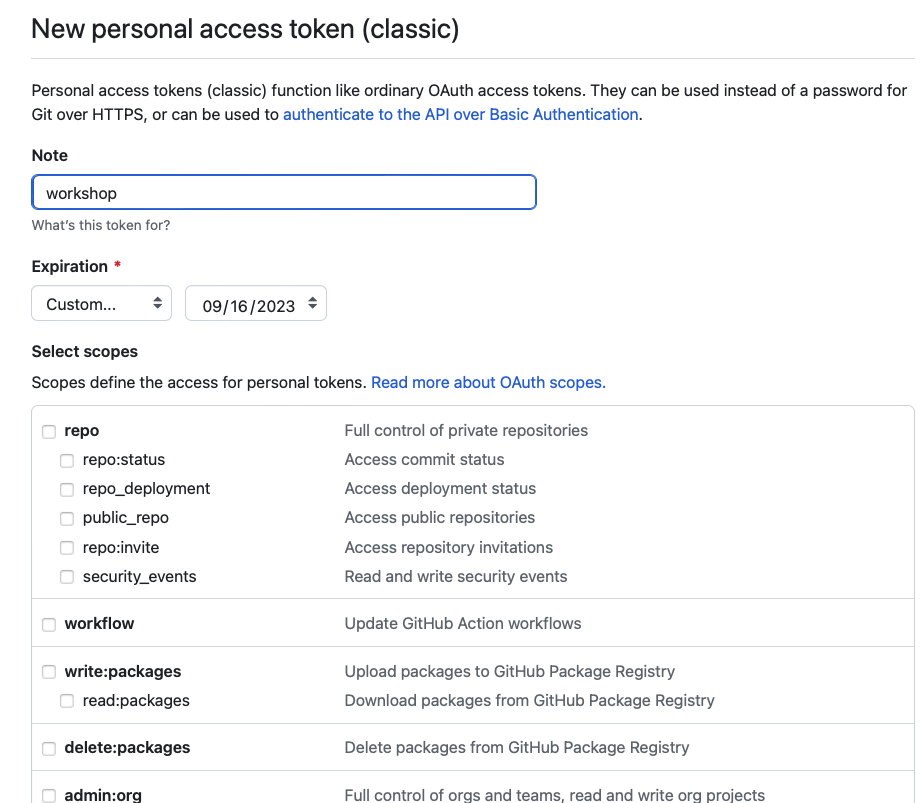 New personal access token (classic)
Personal access tokens (classic) function like ordinary OAuth access tokens. They can be used instead of a password for
Git over HTTPS, or can be used to authenticate to the API over Basic Authentication.
Note
workshop
What's this token for?
Expiration *
Custom... 09/16/2023
Select scopes
Scopes define the access for personal tokens. Read more about OAuth scopes.
repo Full control of private repositories
repo:status Access commit status
repo_deployment Access deployment status
public_repo Access public repositories
repo:invite Access repository invitations
security_events Read and write security events
workflow Update GitHub Action workflows
write:packages Upload packages to GitHub Package Registry
read:packages Download packages from GitHub Package Registry
delete:packages Delete packages from GitHub Package Registry
admin:org Full control of orgs and teams, read and write org projects